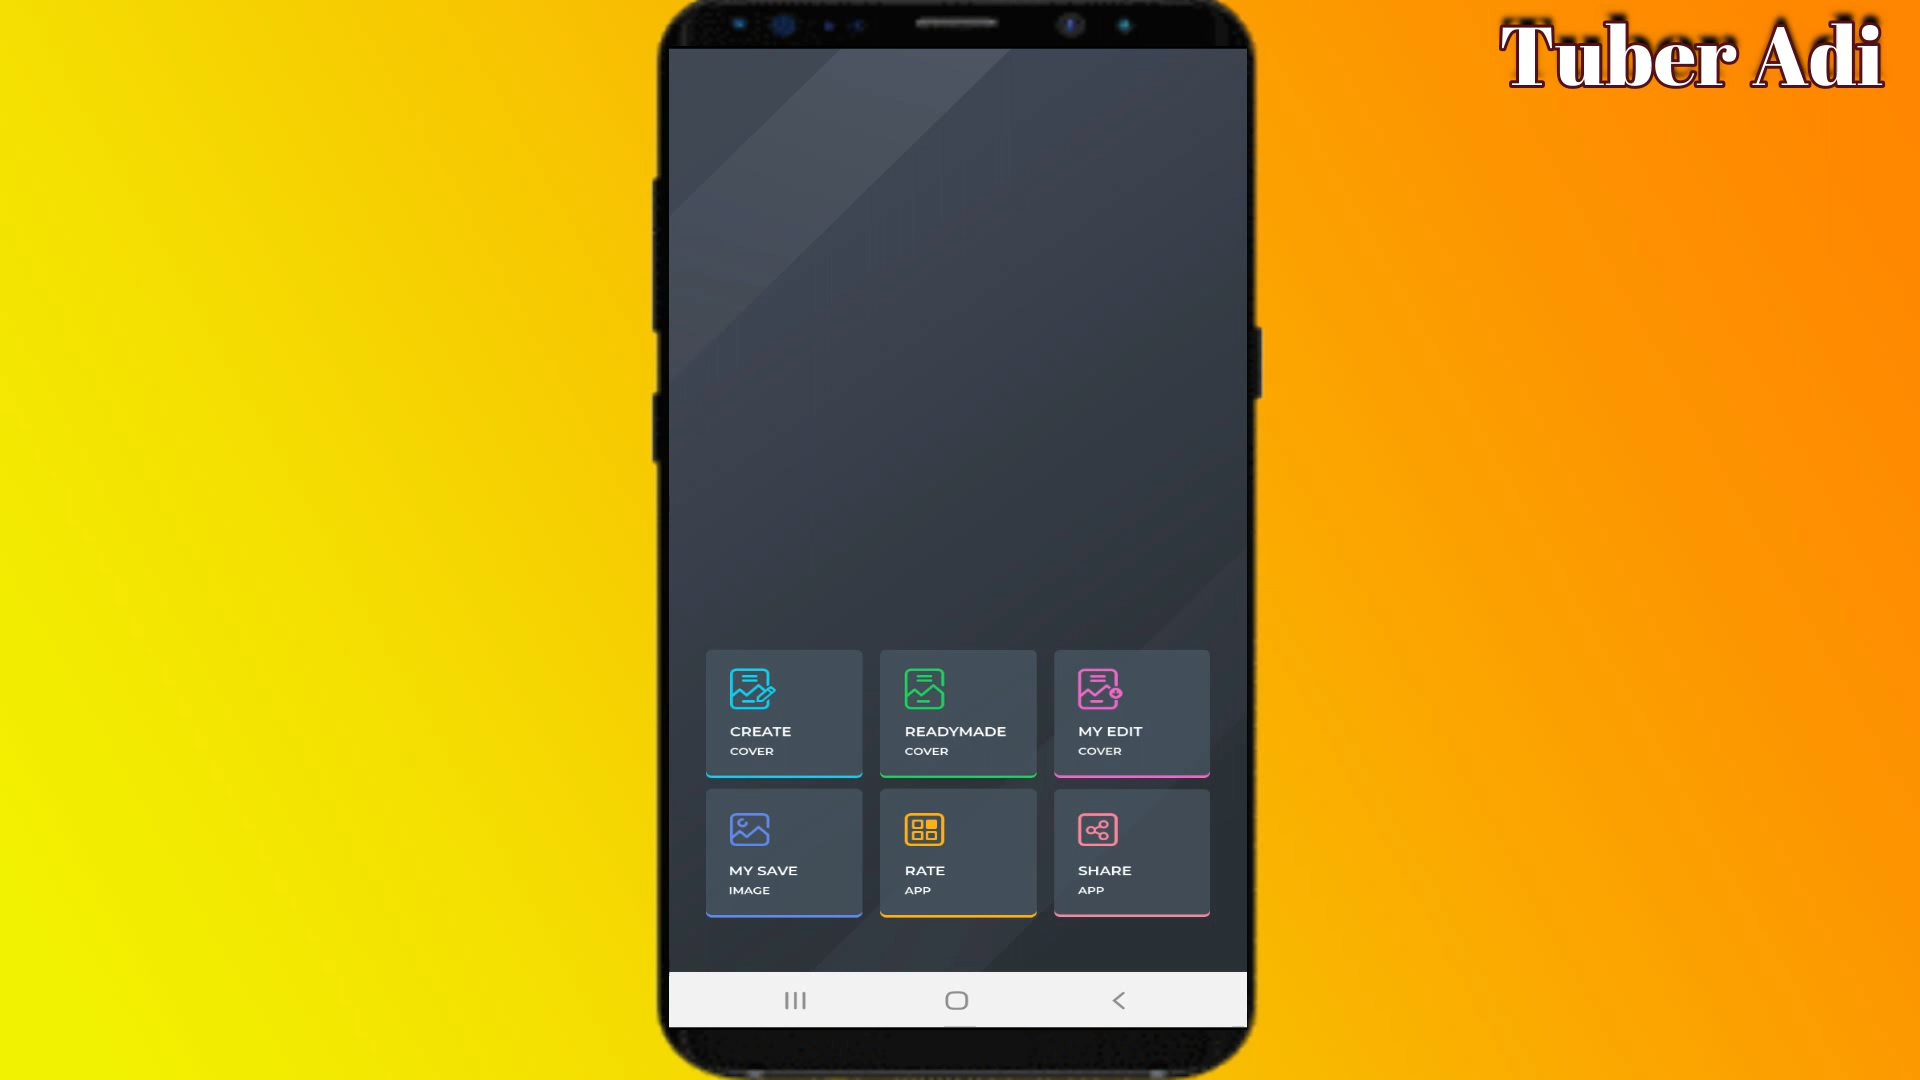 Tuber Adi
CREATE
COVER
READYMADE
COVER
MY EDIT
COVER
MY SAVE
IMAGE
RATE
APP
SHARE
APP